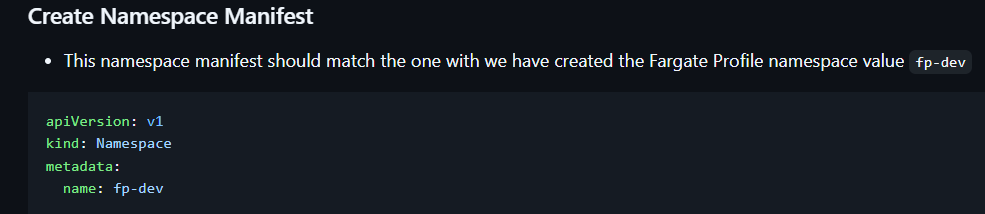 Create Namespace Manifest
• This namespace manifest should match the one with we have created the Fargate Profile namespace value fp-dev
apiVersion: v1
kind: Namespace
metadata:
  name: fp-dev